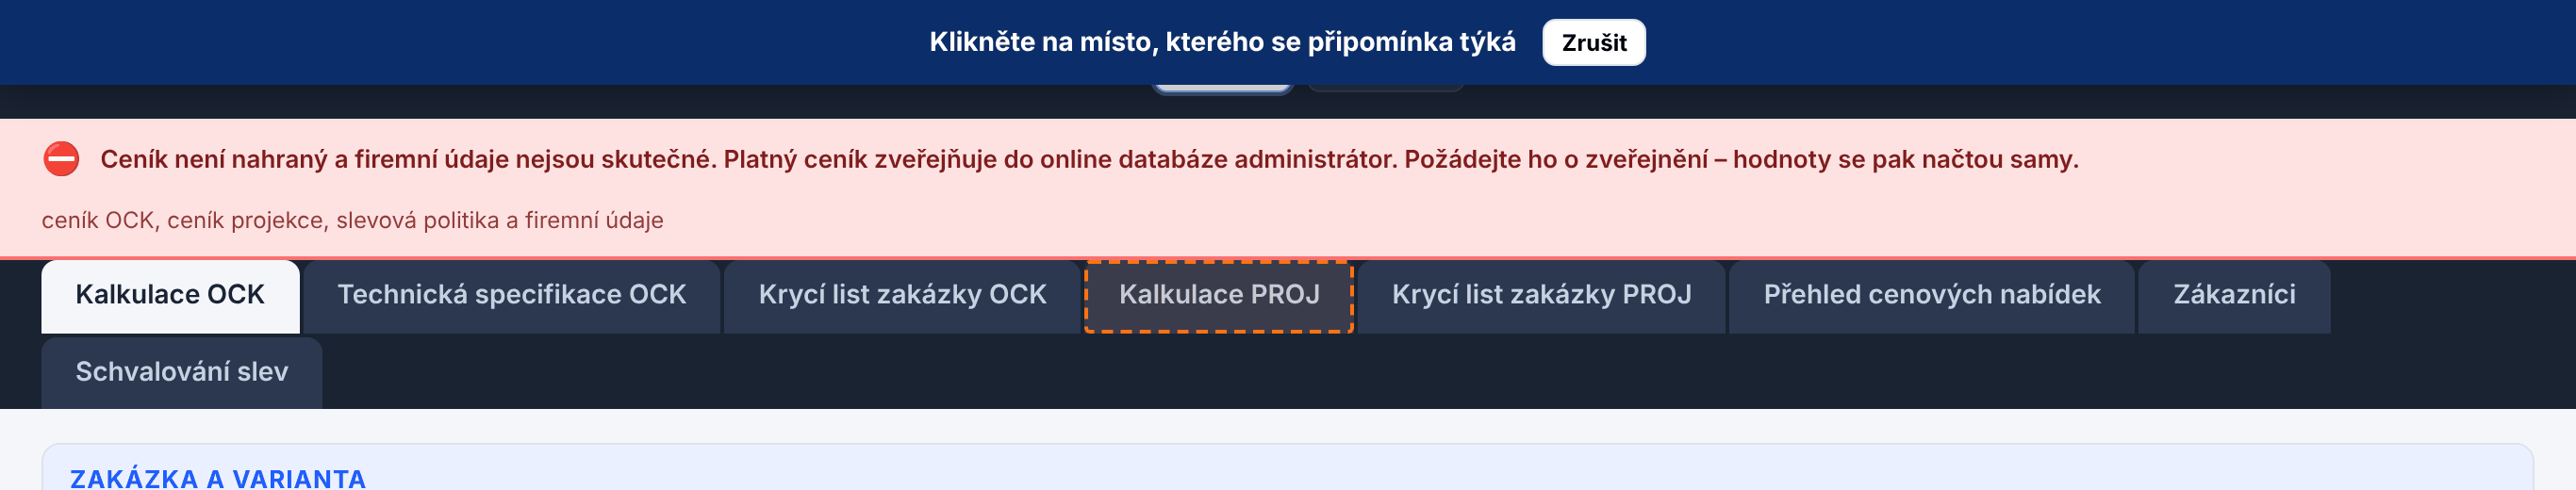 Klikněte na místo, kterého se připomínka týká Zrušit
Ceník není nahraný a firemní údaje nejsou skutečné. Platný ceník zveřejňuje do online databáze administrátor. Požádejte ho o zveřejnění – hodnoty se pak načtou samy.
ceník OCK, ceník projekce, slevová politika a firemní údaje
Kalkulace OCK Technická specifikace OCK Krycí list zakázky OCK Kalkulace PROJ Krycí list zakázky PROJ Přehled cenových nabídek Zákazníci
Schvalování slev
ZAKÁZKA A VARIANTA